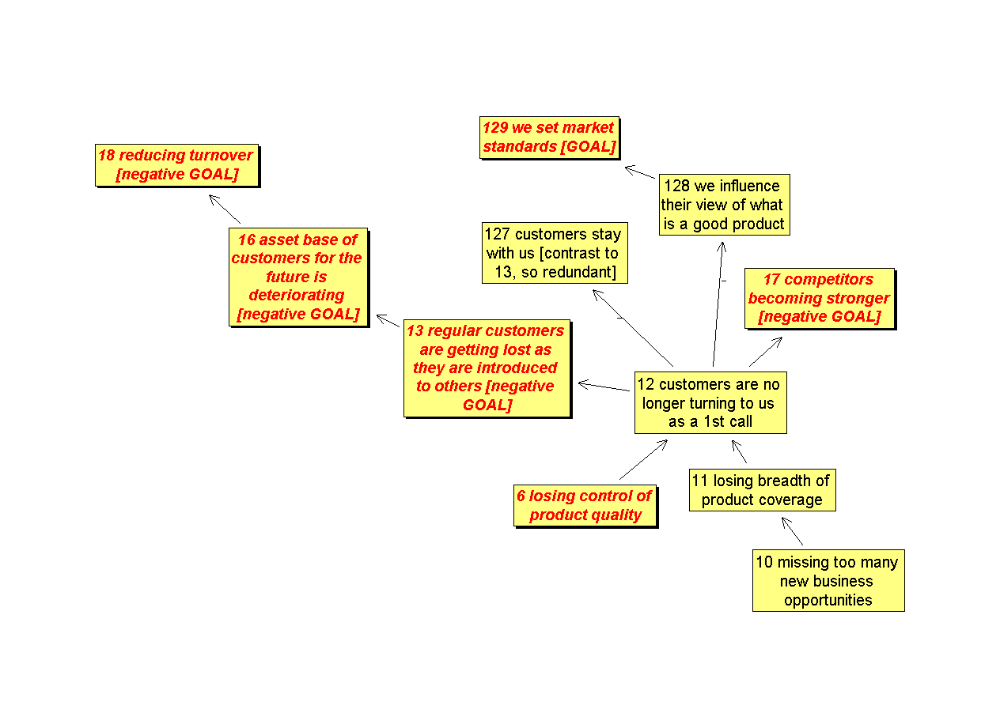 129 we set market
standards [GOAL]
18 reducing turnover
[negative GOAL]
128 we influence
their view of what
is a good product
127 customers stay
with us [contrast to
13, so redundant]
16 asset base of
customers for the
future is
deteriorating
[negative GOAL]
17 competitors
becoming stronger
[negative GOAL]
13 regular customers
are getting lost as
they are introduced
to others [negative
GOAL]
12 customers are no
longer turning to us
as a 1st call
6 losing control of
product quality
11 losing breadth of
product coverage
10 missing too many
new business
opportunities